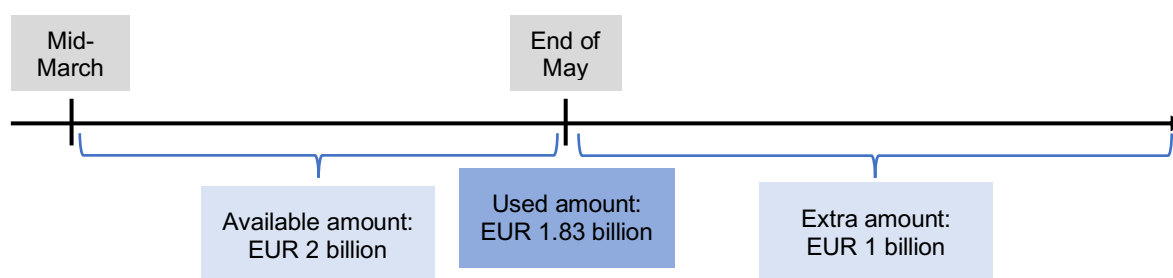 Mid-
March
End of
May
Available amount:
EUR 2 billion
Used amount:
EUR 1.83 billion
Extra amount:
EUR 1 billion